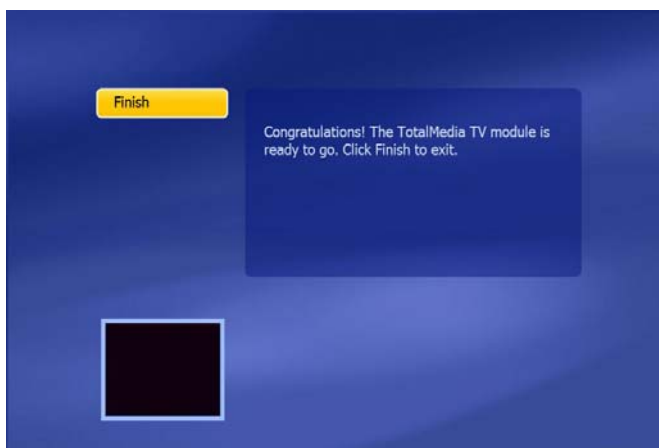 Finish
Congratulations! The TotalMedia TV module is
ready to go. Click Finish to exit.